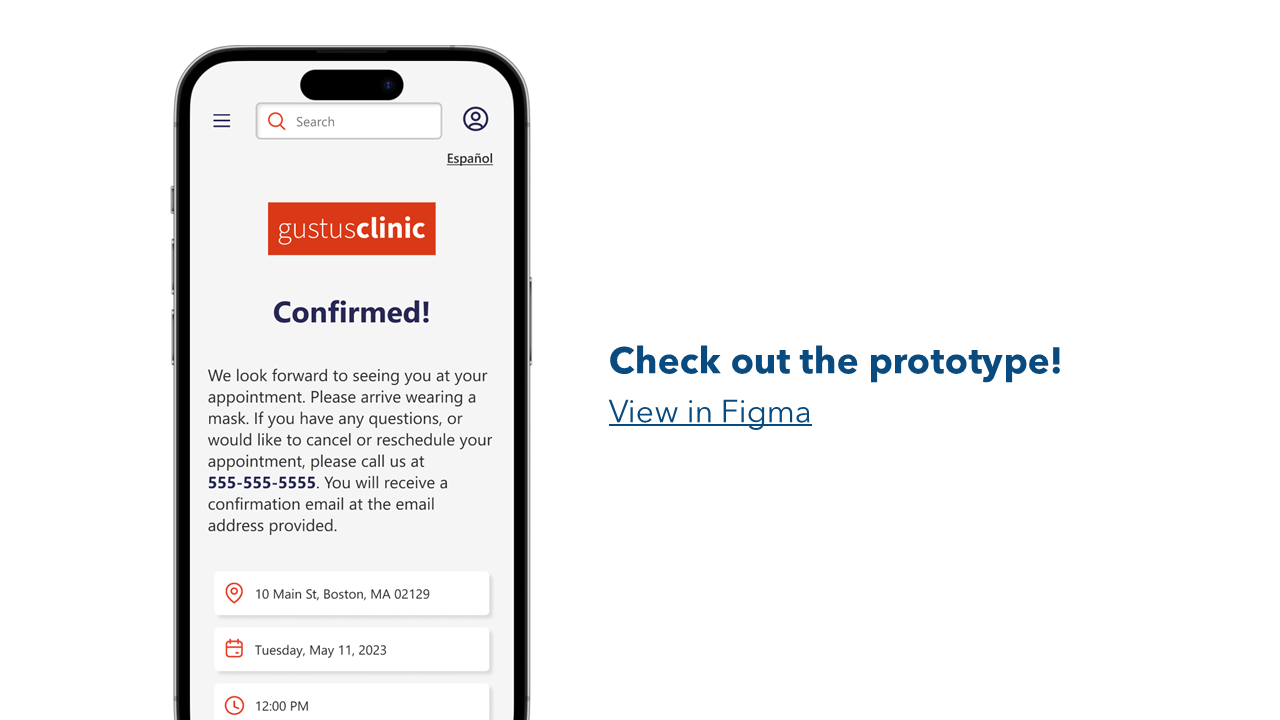 Search
Español
gustusclinic
Confirmed!
We look forward to seeing you at your
appointment. Please arrive wearing a
mask. If you have any questions, or
would like to cancel or reschedule your
appointment, please call us at
555-555-5555. You will receive a
confirmation email at the email
address provided.
10 Main St, Boston, MA 02129
Tuesday, May 11, 2023
12:00 PM
Check out the prototype!
View in Figma